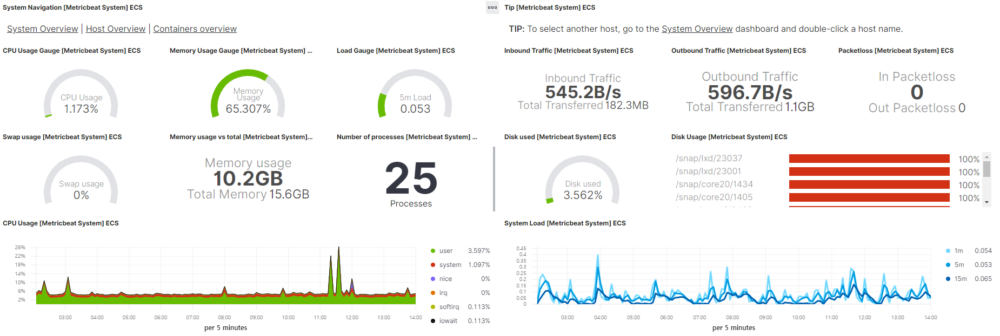 System Navigation [Metricbeat System] ECS
System Overview | Host Overview | Containers overview
Tip [Metricbeat System] ECS
TIP: To select another host, go to the System Overview dashboard and double-click a host name.
CPU Usage Gauge [Metricbeat System] ECS
CPU Usage
1.173%
Memory Usage Gauge [Metricbeat System] ...
Memory
Usage
65.307%
Load Gauge [Metricbeat System] ECS
5m Load
0.053
Inbound Traffic [Metricbeat System] ECS
Inbound Traffic
545.2B/s
Total Transferred 182.3MB
Outbound Traffic [Metricbeat System] ECS
Outbound Traffic
596.7B/s
Total Transferred 1.1GB
Packetloss [Metricbeat System] ECS
In Packetloss
0
Out Packetloss 0
Swap usage [Metricbeat System] ECS
Swap usage
0%
Memory usage vs total [Metricbeat System]...
Memory usage
10.2GB
Total Memory 15.6GB
Number of processes [Metricbeat System] ...
25
Processes
Disk used [Metricbeat System] ECS
Disk used
3.562%
Disk Usage [Metricbeat System] ECS
/snap/lxd/23037 100%
/snap/lxd/23001 100%
/snap/core20/1434 100%
/snap/core20/1405 100%
CPU Usage [Metricbeat System] ECS
26%
22%
18%
14%
10%
6%
2%
03:00 04:00 05:00 06:00 07:00 08:00 09:00 10:00 11:00 12:00 13:00 14:00
per 5 minutes
user 3.597%
system 1.097%
nice 0%
irq 0%
softirq 0.113%
iowait 0.113%
System Load [Metricbeat System] ECS
0.45
0.4
0.35
0.3
0.25
0.2
0.15
0.1
0.05
0
03:00 04:00 05:00 06:00 07:00 08:00 09:00 10:00 11:00 12:00 13:00 14:00
per 5 minutes
1m 0.054
5m 0.053
15m 0.065